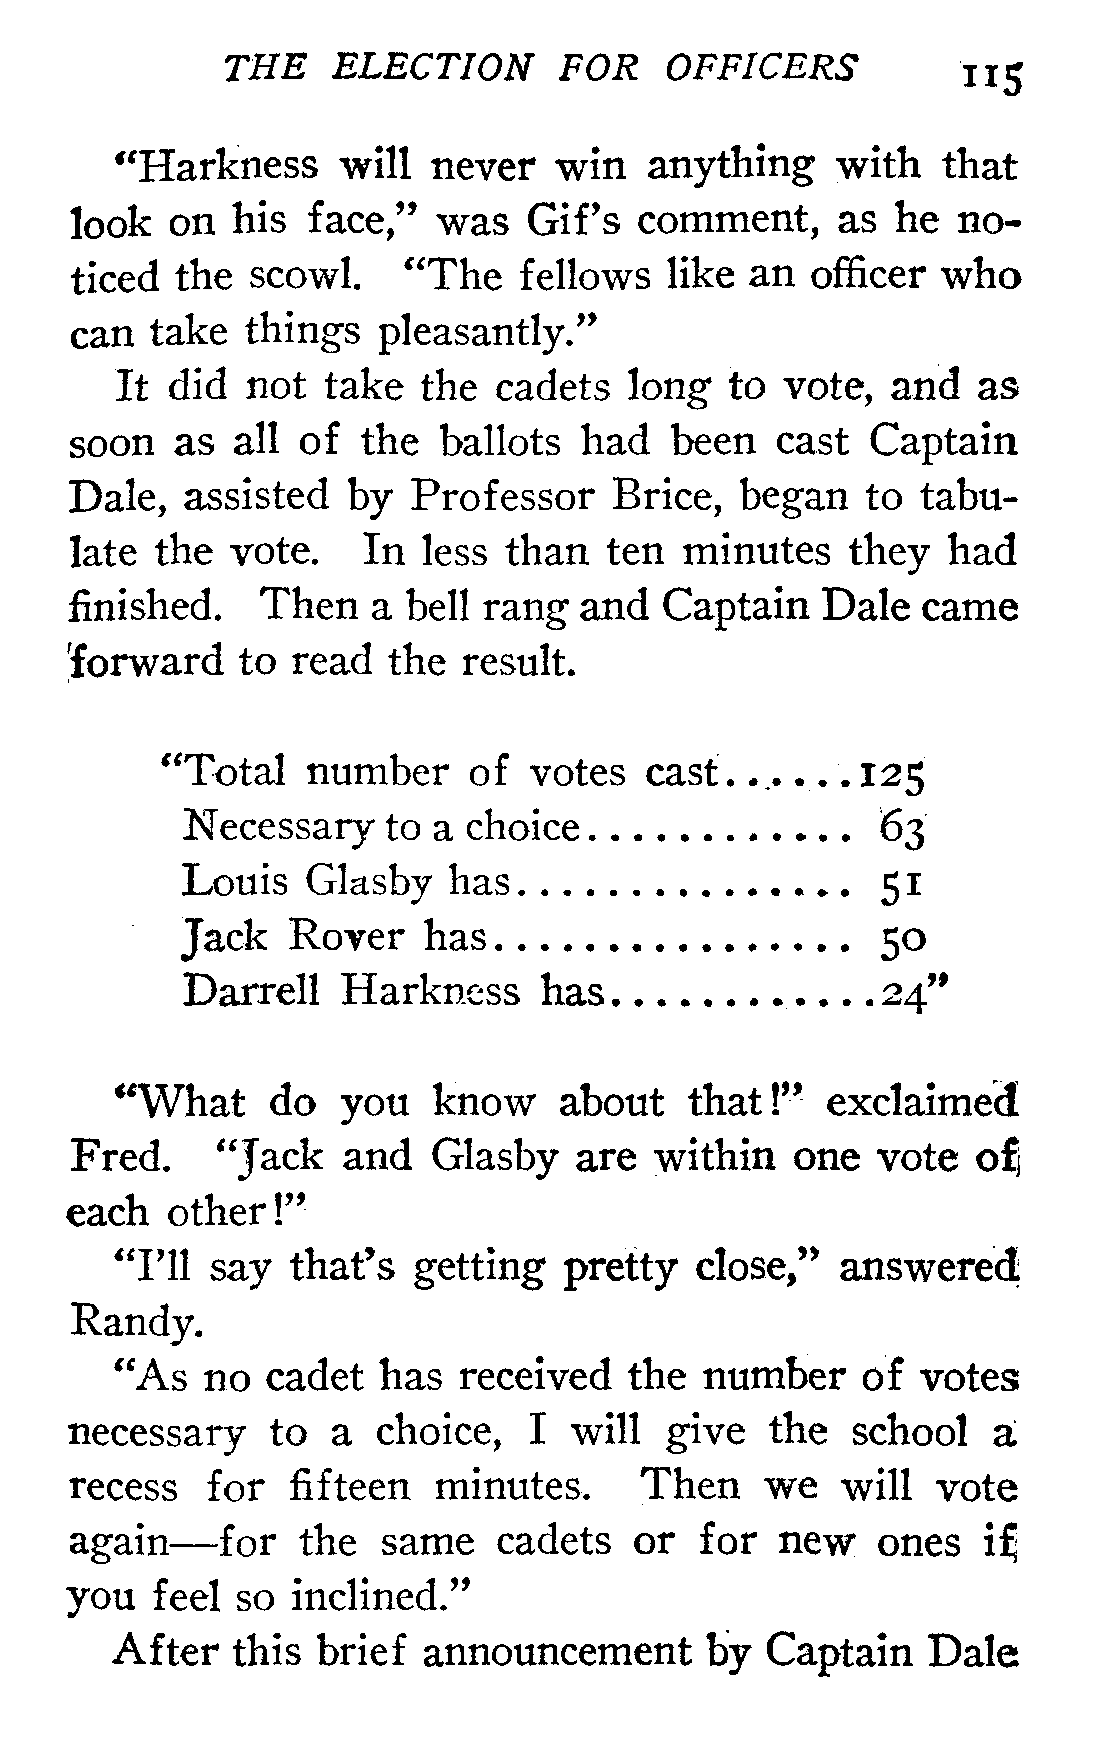 THE ELECTION FOR OFFICERS 115
"Harkness will never win anything with that
look on his face," was Gif's comment, as he no-
ticed the scowl. "The fellows like an officer who
can take things pleasantly."
It did not take the cadets long to vote, and as
soon as all of the ballots had been cast Captain
Dale, assisted by Professor Brice, began to tabu-
late the vote. In less than ten minutes they had
finished. Then a bell rang and Captain Dale came
forward to read the result.
"Total number of votes cast.......125
Necessary to a choice............ 63
Louis Glasby has............... 51
Jack Rover has................ 50
Darrell Harkness has............24"
"What do you know about that!" exclaimed
Fred. "Jack and Glasby are within one vote of
each other!"
"I'll say that's getting pretty close," answered
Randy.
"As no cadet has received the number of votes
necessary to a choice, I will give the school a
recess for fifteen minutes. Then we will vote
again—for the same cadets or for new ones if
you feel so inclined."
After this brief announcement by Captain Dale